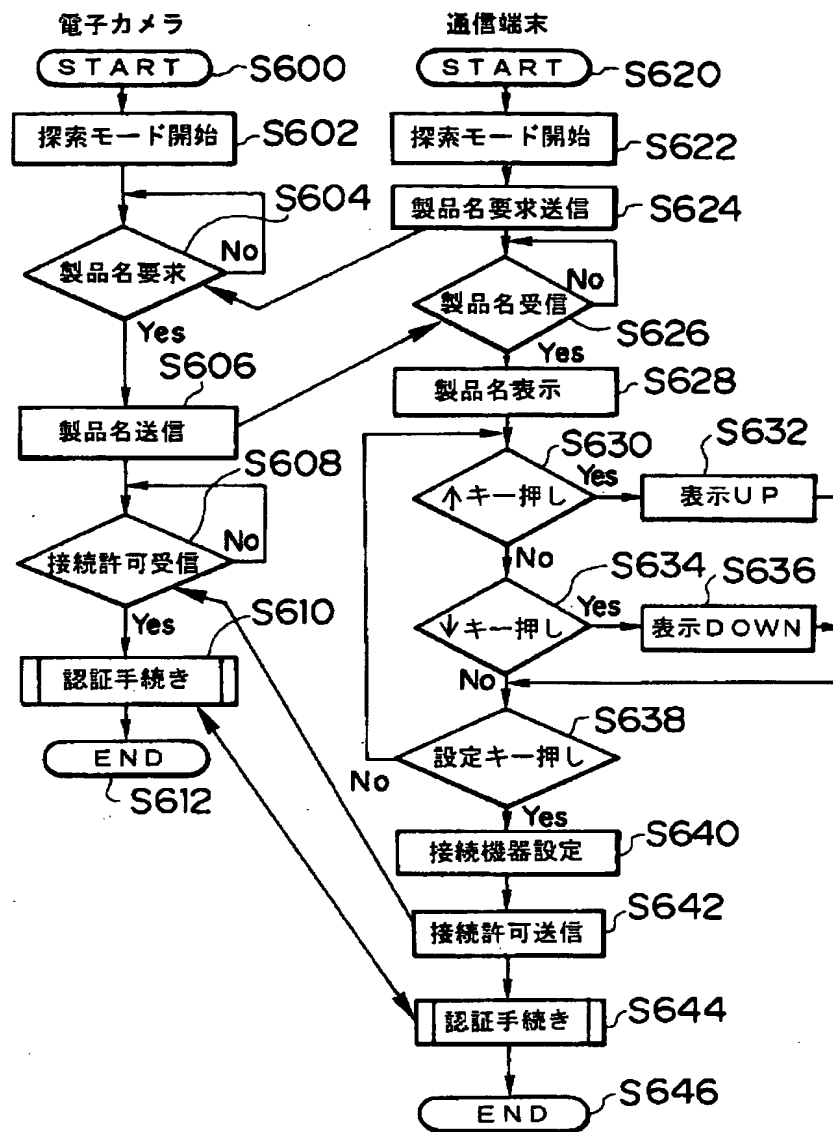 電子カメラ
START
S600
探索モード開始
S602
S604
製品名要求
No
Yes
S606
製品名送信
S608
接続許可受信
No
Yes
S610
認証手続き
END
S612
通信端末
START
S620
探索モード開始
S622
製品名要求送信
S624
製品名受信
No
S626
Yes
製品名表示
S628
S630
↑キー押し
Yes
S632
表示UP
No
S634
↓キー押し
Yes
S636
表示DOWN
No
S638
設定キー押し
No
Yes
接続機器設定
S640
接続許可送信
S642
認証手続き
S644
END
S646